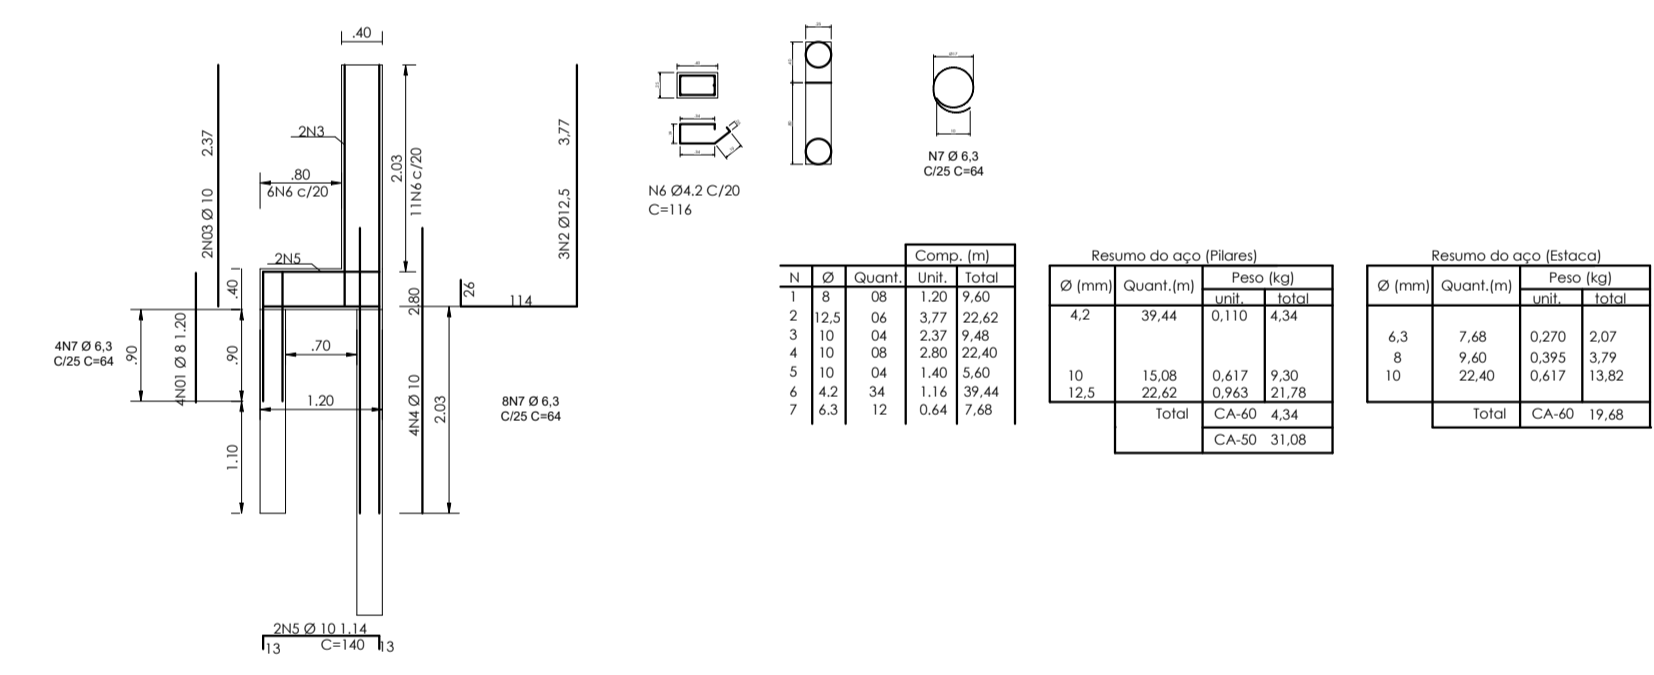 .40
2N3
2.37
2N03 Ø 10
.80
6N6 c/20
2.03
11N6 c/20
3,77
3N2 Ø12,5
2N5
.40
26
114
2.80
4N7 Ø 6,3
C/25 C=64
.90
4N01 Ø 8 1.20
.90
.70
1.20
4N4 Ø 10
2.03
8N7 Ø 6,3
C/25 C=64
1.10
2N5 Ø 10 1.14
13 C=140 13
N6 Ø4.2 C/20
C=116
N7 Ø 6,3
C/25 C=64
Comp. (m)
N Ø Quant. Unit. Total
1 8 08 1.20 9,60
2 12,5 06 3,77 22,62
3 10 04 2.37 9,48
4 10 08 2.80 22,40
5 10 04 1.40 5,60
6 4.2 34 1.16 39,44
7 6.3 12 0.64 7,68
Resumo do aço (Pilares)
Ø (mm) Quant.(m) Peso (kg)
unit. total
4,2 39,44 0,110 4,34
10 15,08 0,617 9,30
12,5 22,62 0,963 21,78
Total CA-60 4,34
CA-50 31,08
Resumo do aço (Estaca)
Ø (mm) Quant.(m) Peso (kg)
unit. total
6,3 7,68 0,270 2,07
8 9,60 0,395 3,79
10 22,40 0,617 13,82
Total CA-60 19,68